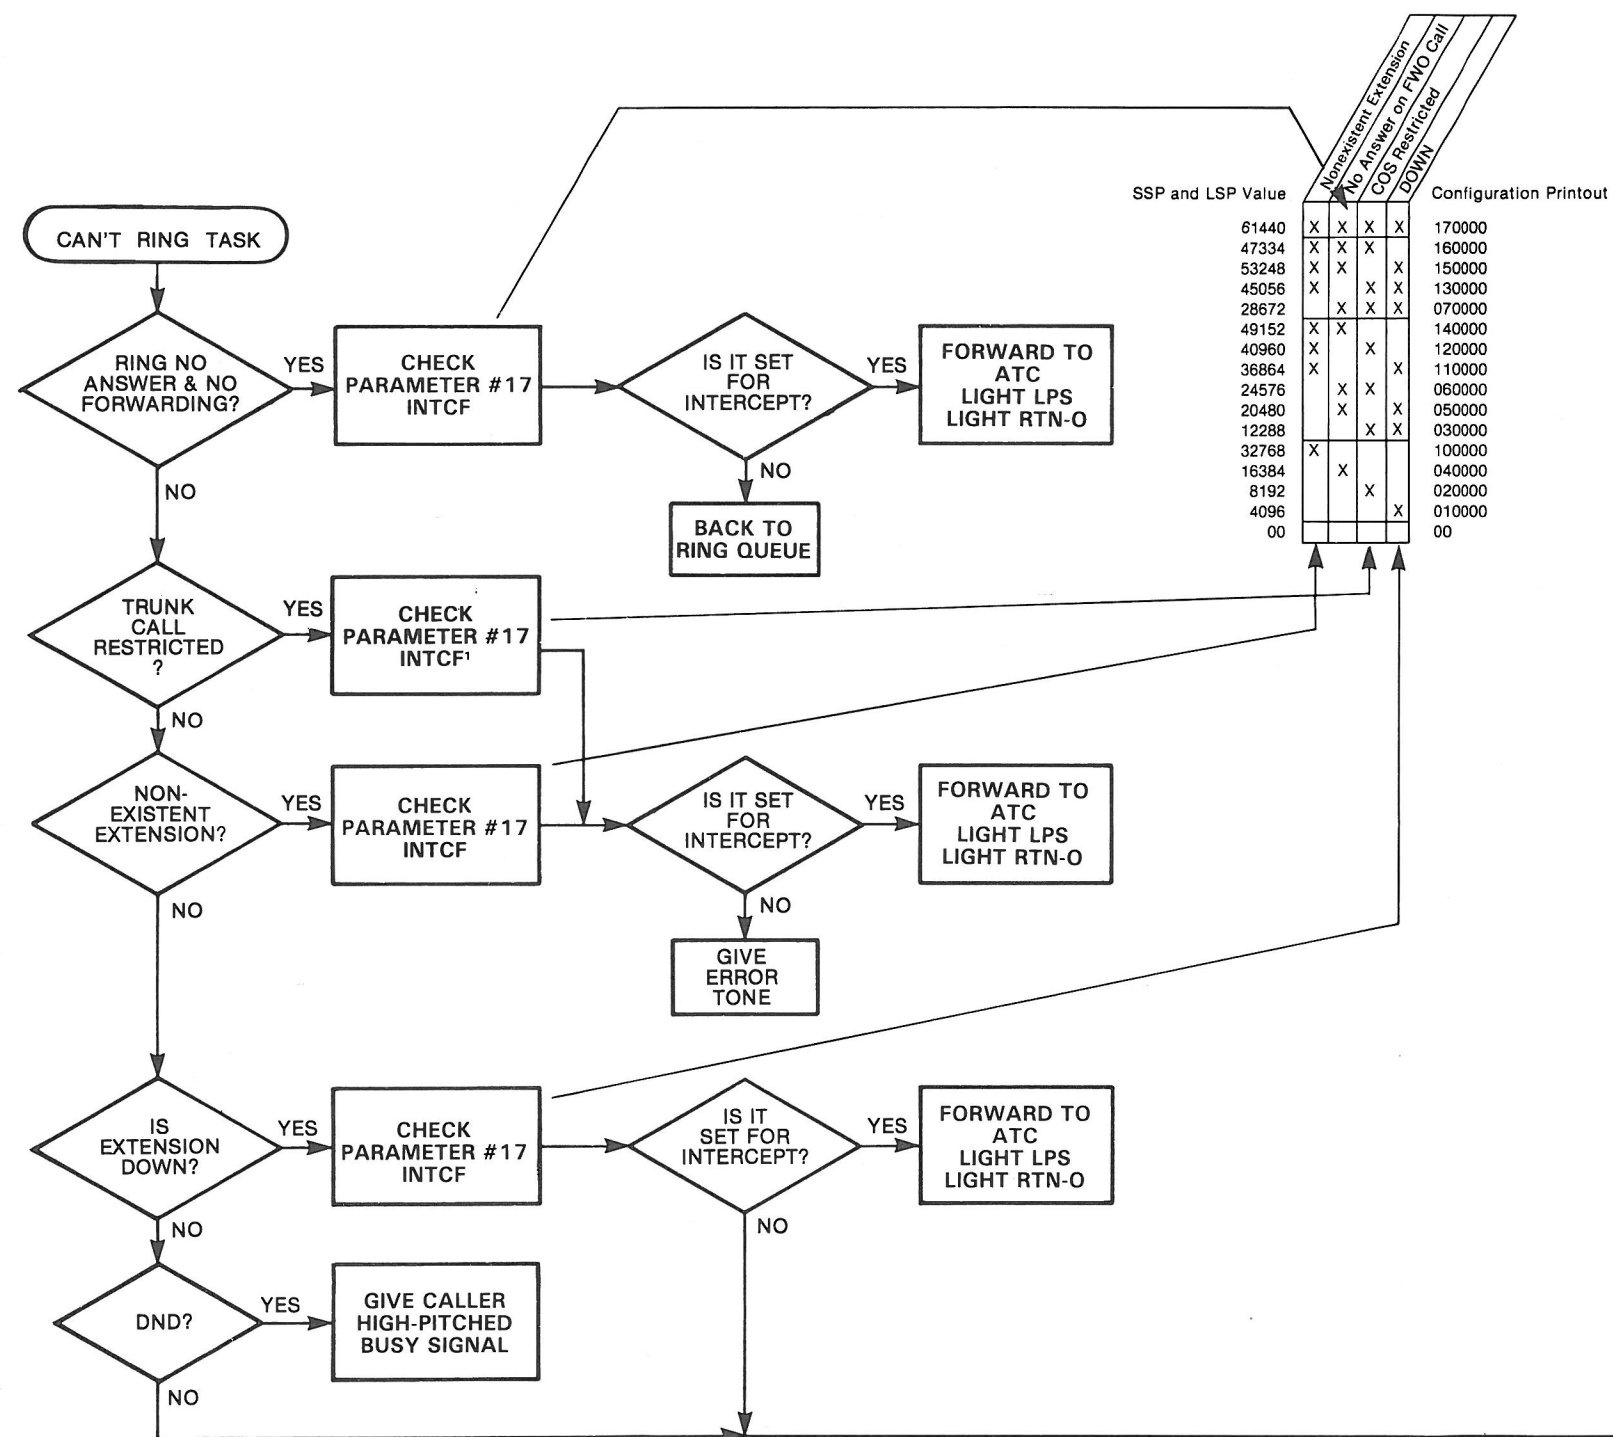 Nonexistent Extension
No Answer on FWO Call
COS Restricted
DOWN
SSP and LSP Value
Configuration Printout
61440 X X X X 170000
47334 X X X 160000
53248 X X X 150000
45056 X X X 130000
28672 X X X 070000
49152 X X 140000
40960 X X 120000
36864 X X 110000
24576 X X 060000
20480 X X 050000
12288 X X 030000
32768 X 100000
16384 X 040000
8192 X 020000
4096 X 010000
00 00
CAN'T RING TASK
RING NO
ANSWER & NO
FORWARDING?
YES
CHECK
PARAMETER #17
INTCF
IS IT SET
FOR
INTERCEPT?
YES
FORWARD TO
ATC
LIGHT LPS
LIGHT RTN-O
NO
BACK TO
RING QUEUE
NO
TRUNK
CALL
RESTRICTED
?
YES
CHECK
PARAMETER #17
INTCF¹
NO
NON-
EXISTENT
EXTENSION?
YES
CHECK
PARAMETER #17
INTCF
IS IT SET
FOR
INTERCEPT?
YES
FORWARD TO
ATC
LIGHT LPS
LIGHT RTN-O
NO
GIVE
ERROR
TONE
NO
IS
EXTENSION
DOWN?
YES
CHECK
PARAMETER #17
INTCF
IS IT
SET FOR
INTERCEPT?
YES
FORWARD TO
ATC
LIGHT LPS
LIGHT RTN-O
NO
NO
DND?
YES
GIVE CALLER
HIGH-PITCHED
BUSY SIGNAL
NO